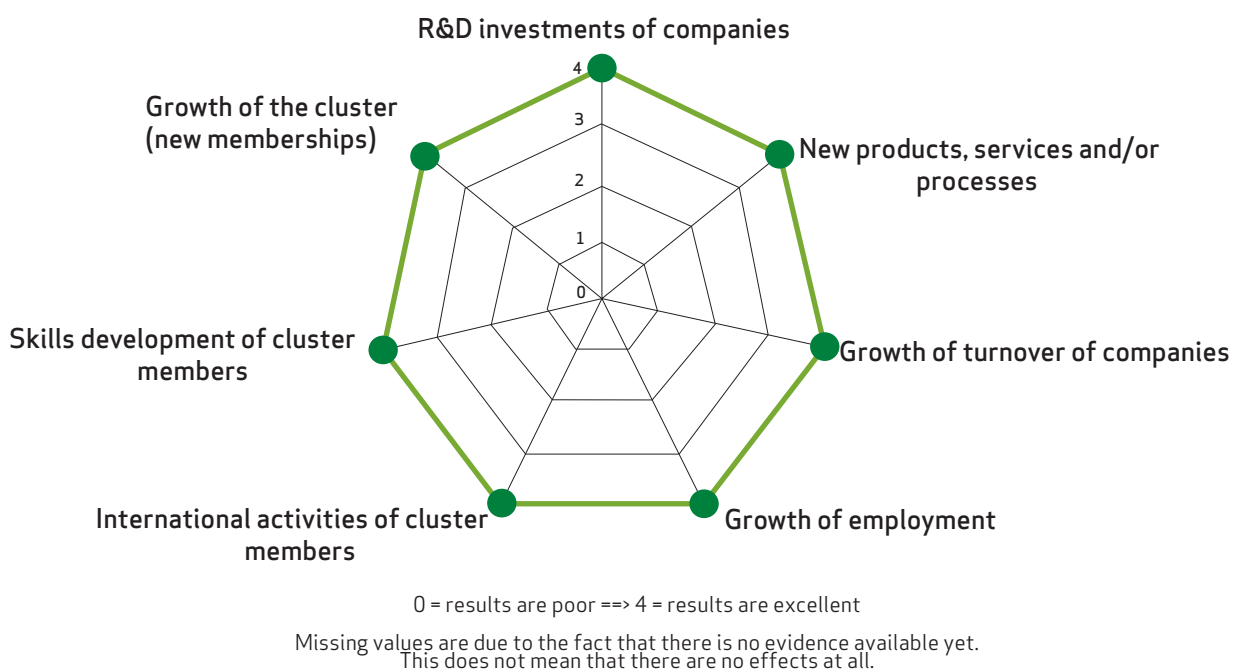 R&D investments of companies
4
Growth of the cluster
(new memberships)
3
New products, services and/or
processes
2
1
0
Skills development of cluster
members
Growth of turnover of companies
International activities of cluster
members
Growth of employment
0 = results are poor ==> 4 = results are excellent
Missing values are due to the fact that there is no evidence available yet.
This does not mean that there are no effects at all.